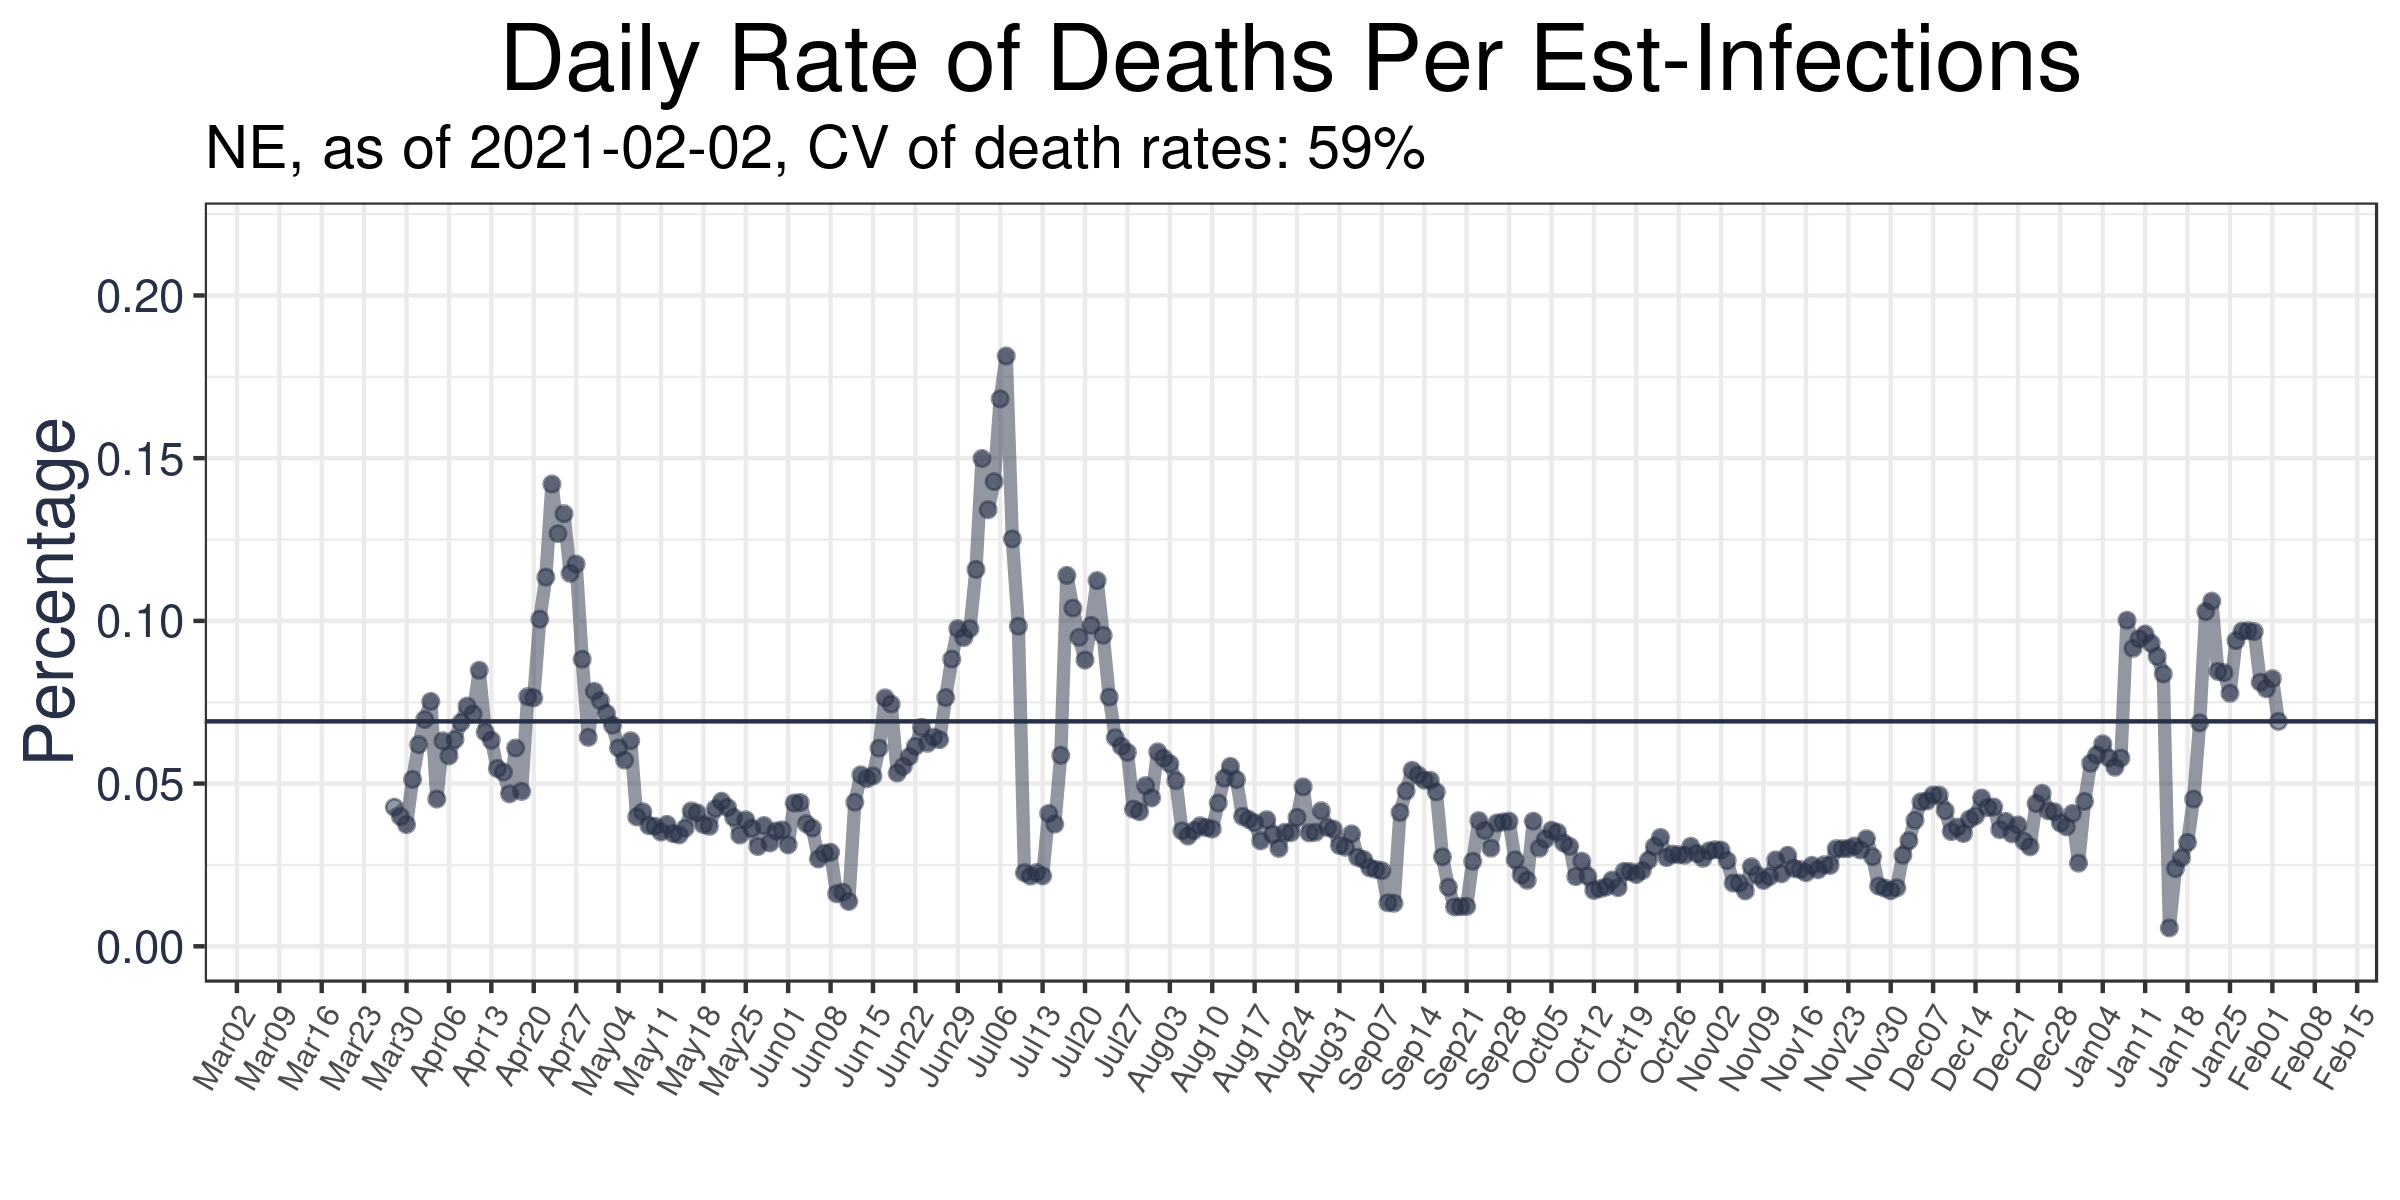 Daily Rate of Deaths Per Est-Infections
NE, as of 2021-02-02, CV of death rates: 59%
Percentage
0.20
0.15
0.10
0.05
0.00
Mar02
Mar09
Mar16
Mar23
Mar30
Apr06
Apr13
Apr20
Apr27
May04
May11
May18
May25
Jun01
Jun08
Jun15
Jun22
Jun29
Jul06
Jul13
Jul20
Jul27
Aug03
Aug10
Aug17
Aug24
Aug31
Sep07
Sep14
Sep21
Sep28
Oct05
Oct12
Oct19
Oct26
Nov02
Nov09
Nov16
Nov23
Nov30
Dec07
Dec14
Dec21
Dec28
Jan04
Jan11
Jan18
Jan25
Feb01
Feb08
Feb15